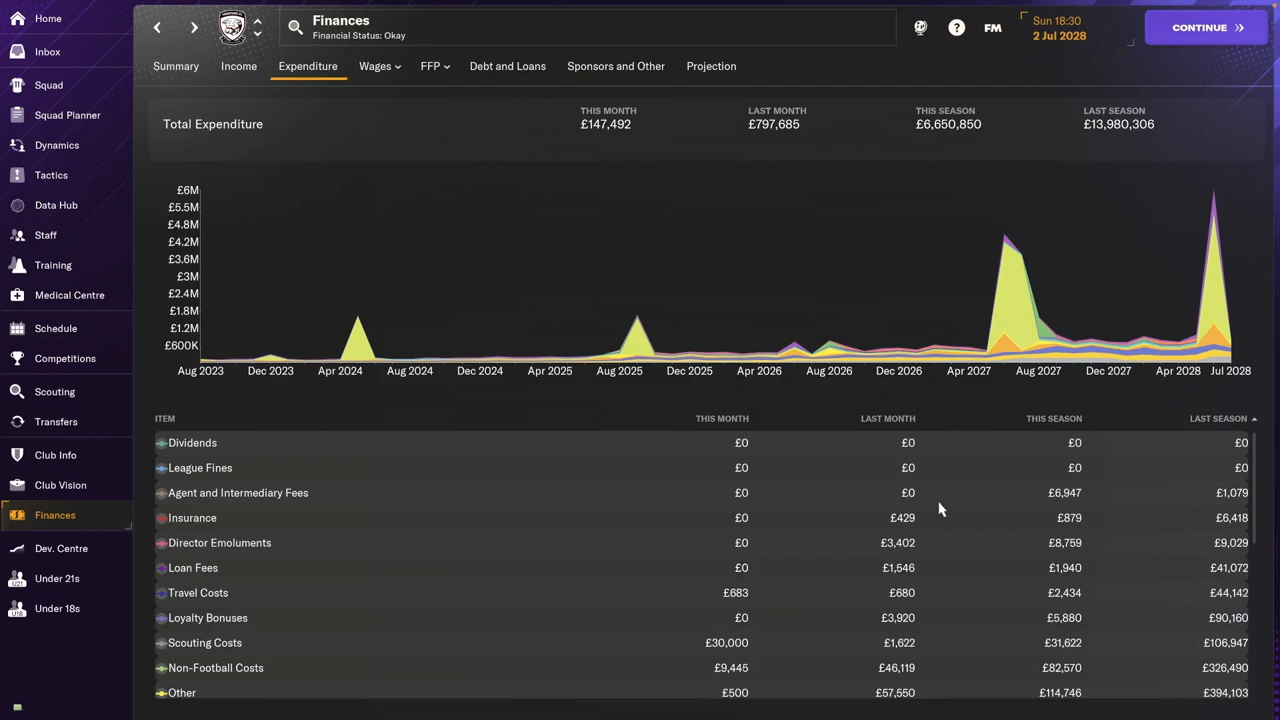 Home
Inbox
Squad
Squad Planner
Dynamics
Tactics
Data Hub
Staff
Training
Medical Centre
Schedule
Competitions
Scouting
Transfers
Club Info
Club Vision
Finances
Dev. Centre
U21
Under 21s
U18
Under 18s
Finances
Financial Status: Okay
?
FM
Sun 18:30
2 Jul 2028
CONTINUE
Summary Income Expenditure Wages FFP Debt and Loans Sponsors and Other Projection
Total Expenditure
THIS MONTH LAST MONTH THIS SEASON LAST SEASON
£147,492 £797,685 £6,650,850 £13,980,306
£6M
£5.5M
£4.8M
£4.2M
£3.6M
£3M
£2.4M
£1.8M
£1.2M
£600K
Aug 2023 Dec 2023 Apr 2024 Aug 2024 Dec 2024 Apr 2025 Aug 2025 Dec 2025 Apr 2026 Aug 2026 Dec 2026 Apr 2027 Aug 2027 Dec 2027 Apr 2028 Jul 2028
ITEM THIS MONTH LAST MONTH THIS SEASON LAST SEASON
Dividends £0 £0 £0 £0
League Fines £0 £0 £0 £0
Agent and Intermediary Fees £0 £0 £6,947 £1,079
Insurance £0 £429 £879 £6,418
Director Emoluments £0 £3,402 £8,759 £9,029
Loan Fees £0 £1,546 £1,940 £41,072
Travel Costs £683 £680 £2,434 £44,142
Loyalty Bonuses £0 £3,920 £5,880 £90,160
Scouting Costs £30,000 £1,622 £31,622 £106,947
Non-Football Costs £9,445 £46,119 £82,570 £326,490
Other £500 £57,550 £114,746 £394,103